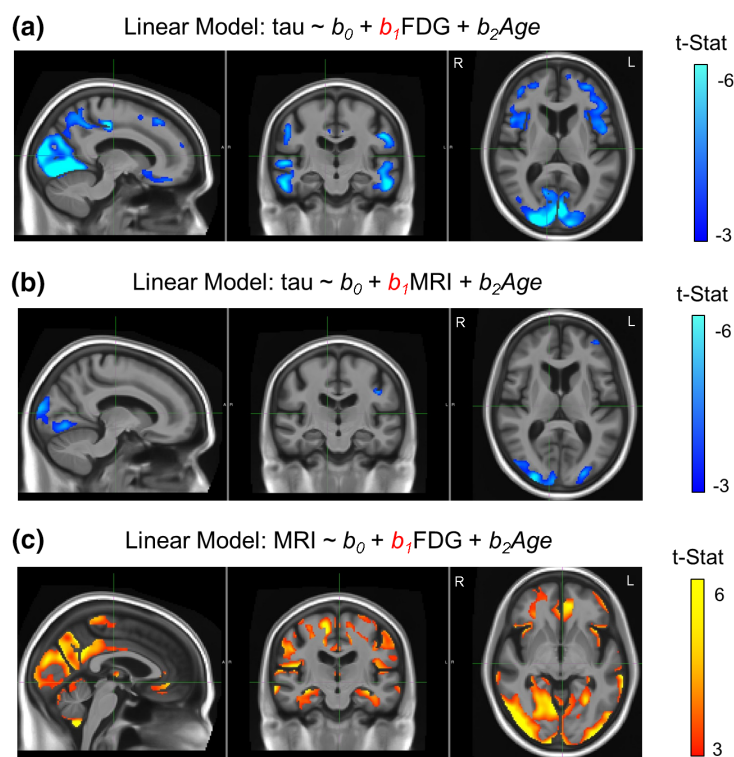 (a) Linear Model: tau ~ b0 + b1FDG + b2Age
t-Stat
R L
-6
-3
(b) Linear Model: tau ~ b0 + b1MRI + b2Age
t-Stat
R L
-6
-3
(c) Linear Model: MRI ~ b0 + b1FDG + b2Age
t-Stat
R L
6
3